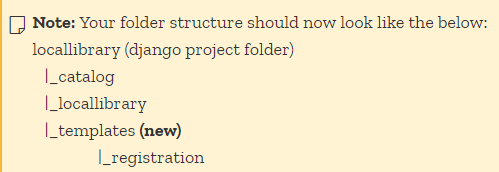 Note: Your folder structure should now look like the below:
locallibrary (django project folder)
|_catalog
|_locallibrary
|_templates (new)
|_registration